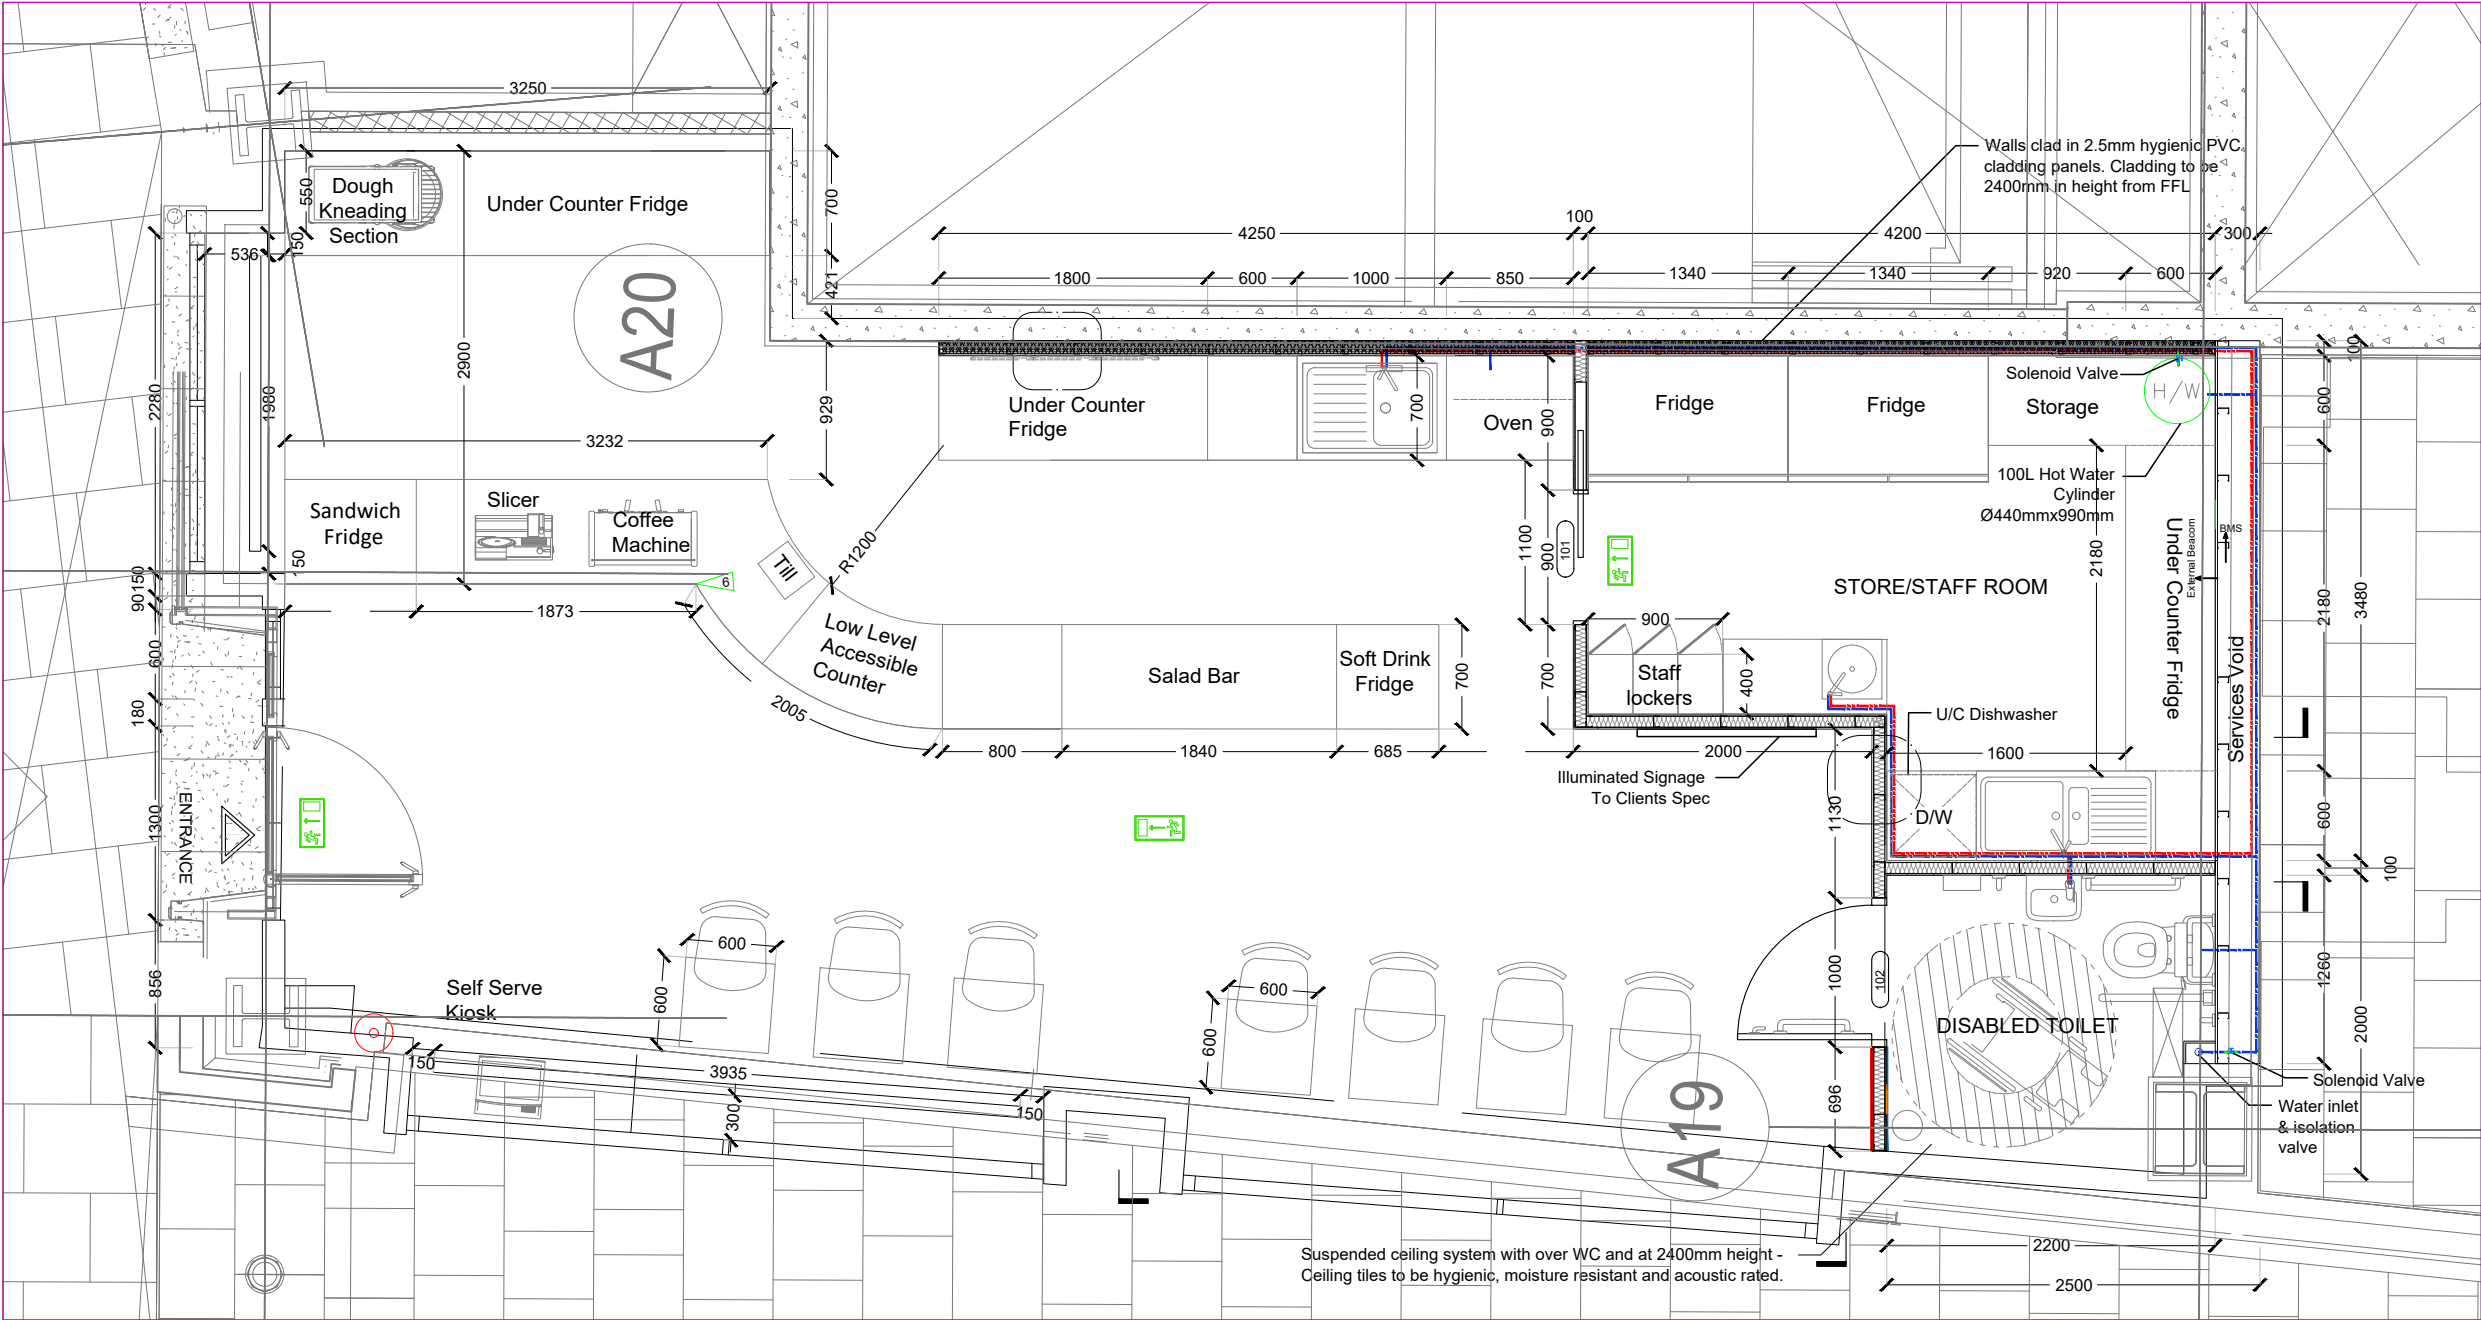 3250
Walls clad in 2.5mm hygienic PVC
cladding panels. Cladding to be
2400mm in height from FFL
Dough
Kneading
Section
550
Under Counter Fridge
700
150
536
421
A20
100
4250
4200
300
1800
600
1000
850
1340
1340
920
600
100
2280
1980
2900
3232
929
Under Counter
Fridge
700
Oven
900
Fridge
Fridge
Solenoid Valve
Storage
H/W
600
100L Hot Water
Cylinder
Ø440mmx990mm
Sandwich
Fridge
Slicer
Coffee
Machine
Till
R1200
1100
900
101
STORE/STAFF ROOM
2180
Under Counter Fridge
External Beacom
BMS
Services Void
2180
3480
150
90
50
6
1873
600
180
Low Level
Accessible
Counter
2005
Salad Bar
Soft Drink
Fridge
700
700
900
Staff
lockers
400
U/C Dishwasher
800
1840
685
2000
1600
Illuminated Signage
To Clients Spec
1130
D/W
600
100
ENTRANCE
1300
856
Self Serve
Kiosk
600
600
600
600
1000
102
DISABLED TOILET
1260
2000
150
3935
300
150
A19
696
Solenoid Valve
Water inlet
& isolation
valve
Suspended ceiling system with over WC and at 2400mm height -
Ceiling tiles to be hygienic, moisture resistant and acoustic rated.
2200
2500